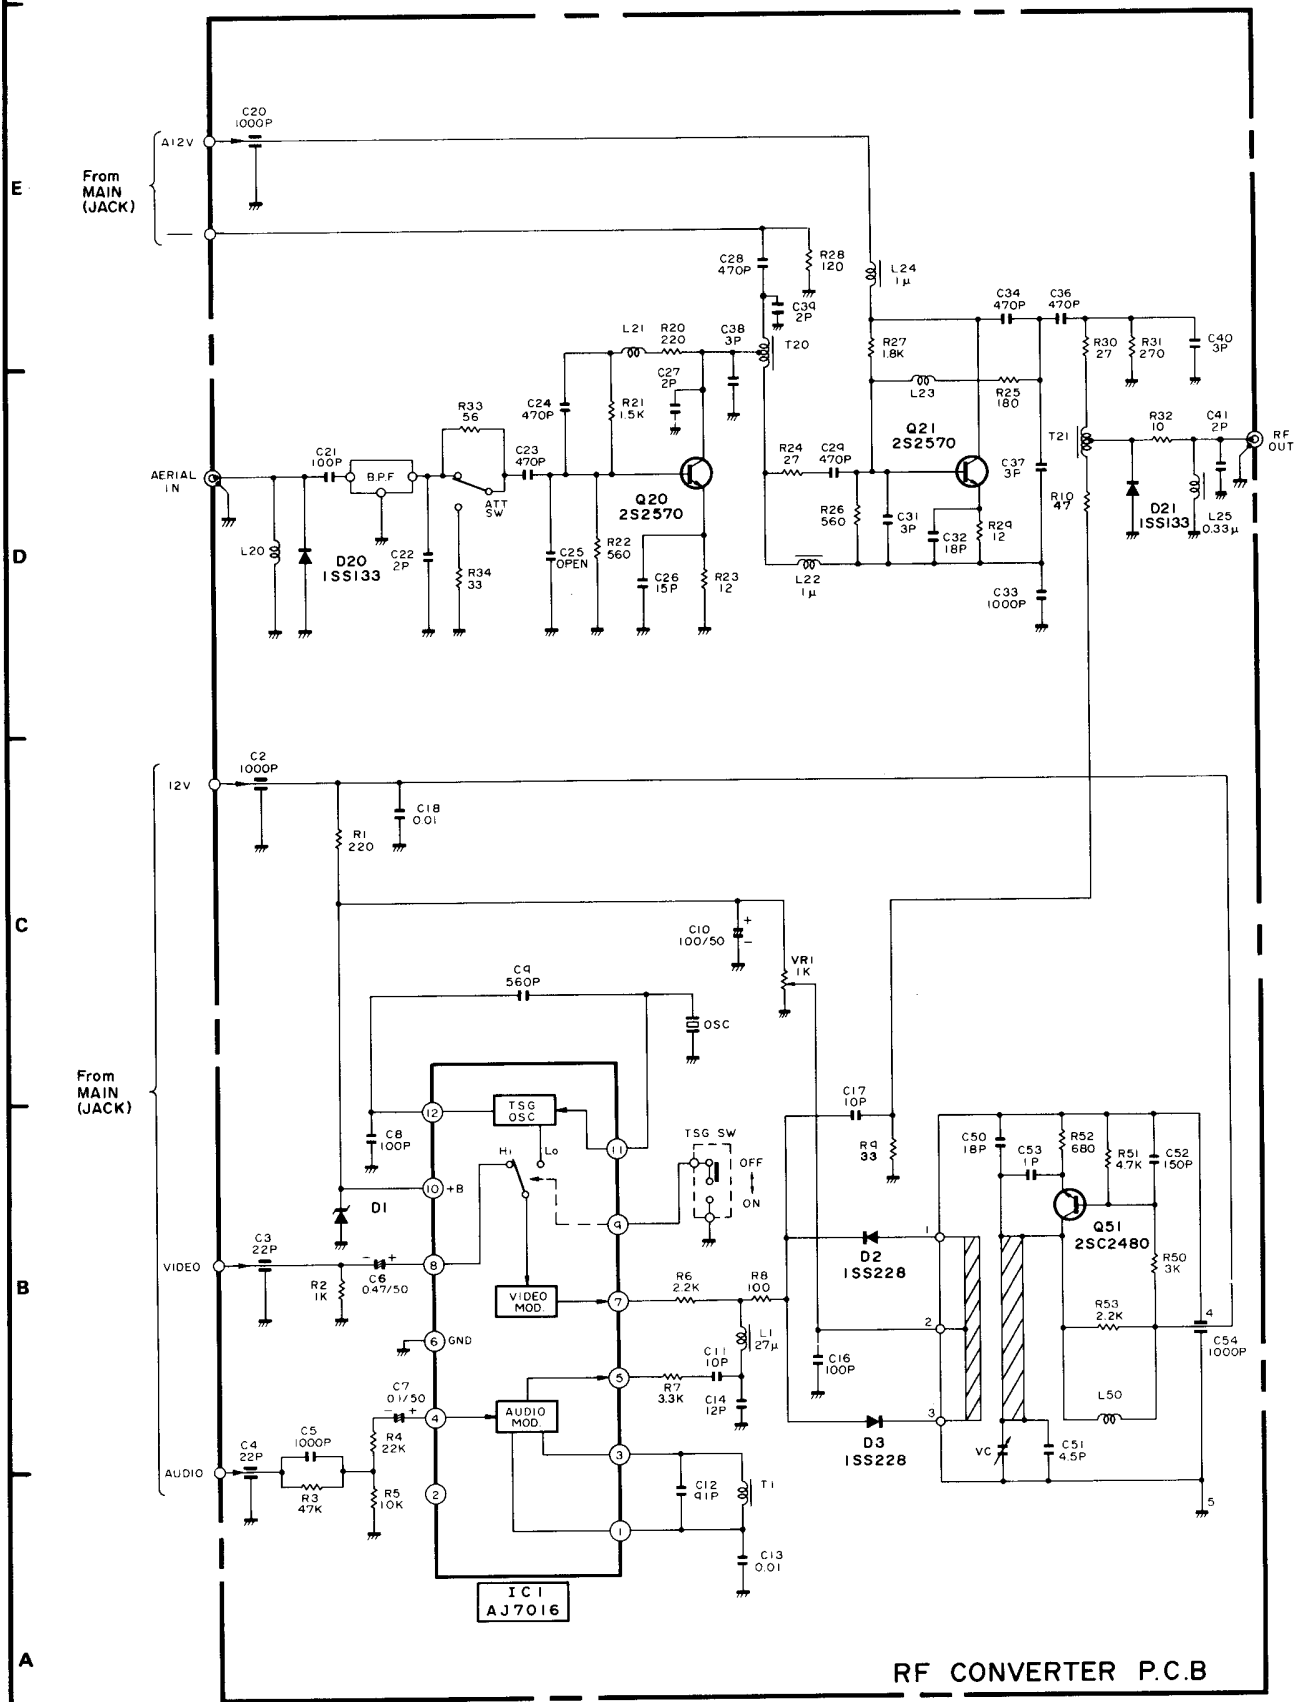 C20
1000P
A12V
From
MAIN
(JACK)
E
C28
470P
R28
120
L24
1μ
C39
2P
C34
470P
C36
470P
L21
R20
220
C38
3P
T20
R27
1.8K
R30
27
R31
270
C40
3P
C27
2P
L23
R25
180
R33
56
C24
470P
R21
1.5K
Q21
2S2570
T21
R32
10
C41
2P
RF
OUT
C21
100P
C23
470P
R24
27
C29
470P
C37
3P
AERIAL
IN
B.P.F
ATT
SW
Q20
2S2570
R10
47
D21
1SS133
L25
0.33μ
R26
560
C31
3P
C32
18P
R29
12
D
L20
D20
1SS133
C22
2P
R34
33
C25
OPEN
R22
560
C26
15P
R23
12
L22
1μ
C33
1000P
C2
1000P
12V
C18
0.01
R1
220
C
C10
100/50
+
-
VR1
1K
C9
560P
OSC
From
MAIN
(JACK)
C17
10P
12
TSG
OSC
C8
100P
Hi
Lo
11
TSG SW
OFF
ON
R9
33
C50
18P
C53
1P
R52
680
R51
4.7K
C52
150P
10
+B
D1
9
Q51
2SC2480
1
C3
22P
D2
1SS228
R50
3K
VIDEO
- +
8
C6
0.47/50
R2
1K
B
VIDEO
MOD.
7
R6
2.2K
R8
100
R53
2.2K
4
2
C54
1000P
6
GND
L1
27μ
C11
10P
C16
100P
5
R7
3.3K
C14
12P
C7
0.1/50
- +
4
AUDIO
MOD.
L50
3
C5
1000P
R4
22K
D3
1SS228
C4
22P
3
VC
C51
4.5P
AUDIO
R3
47K
R5
10K
2
C12
91P
T1
5
1
C13
0.01
IC1
AJ7016
A
RF CONVERTER P.C.B